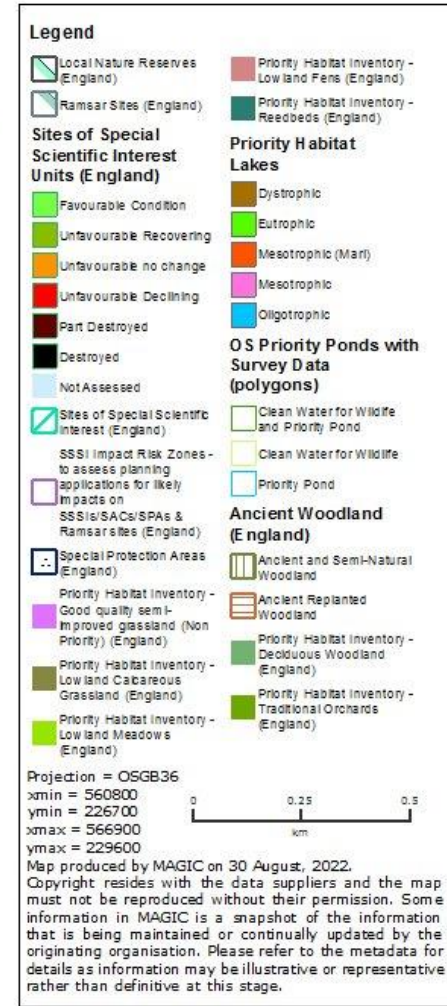 Legend
Local Nature Reserves
(England)
Ramsar Sites (England)
Sites of Special
Scientific Interest
Units (England)
Favourable Condition
Unfavourable Recovering
Unfavourable no change
Unfavourable Declining
Part Destroyed
Destroyed
Not Assessed
Sites of Special Scientific
Interest (England)
SSSI Impact Risk Zones -
to assess planning
applications for likely
impacts on
SSSIs/SACs/SPAs &
Ramsar sites (England)
Special Protection Areas
(England)
Priority Habitat Inventory -
Good quality semi-
improved grassland (Non
Priority) (England)
Priority Habitat Inventory -
Lowland Calcareous
Grassland (England)
Priority Habitat Inventory -
Lowland Meadows
(England)
Priority Habitat Inventory -
Lowland Fens (England)
Priority Habitat Inventory -
Reedbeds (England)
Priority Habitat
Lakes
Dystrophic
Eutrophic
Mesotrophic (Marl)
Mesotrophic
Oligotrophic
OS Priority Ponds with
Survey Data
(polygons)
Clean Water for Wildlife
and Priority Pond
Clean Water for Wildlife
Priority Pond
Ancient Woodland
(England)
Ancient and Semi-Natural
Woodland
Ancient Replanted
Woodland
Priority Habitat Inventory -
Deciduous Woodland
(England)
Priority Habitat Inventory -
Traditional Orchards
(England)
Projection = OSGB36
xmin = 560800
ymin = 226700
xmax = 566900
ymax = 229600
0 0.25 0.5
km
Map produced by MAGIC on 30 August, 2022.
Copyright resides with the data suppliers and the map
must not be reproduced without their permission. Some
information in MAGIC is a snapshot of the information
that is being maintained or continually updated by the
originating organisation. Please refer to the metadata for
details as information may be illustrative or representative
rather than definitive at this stage.